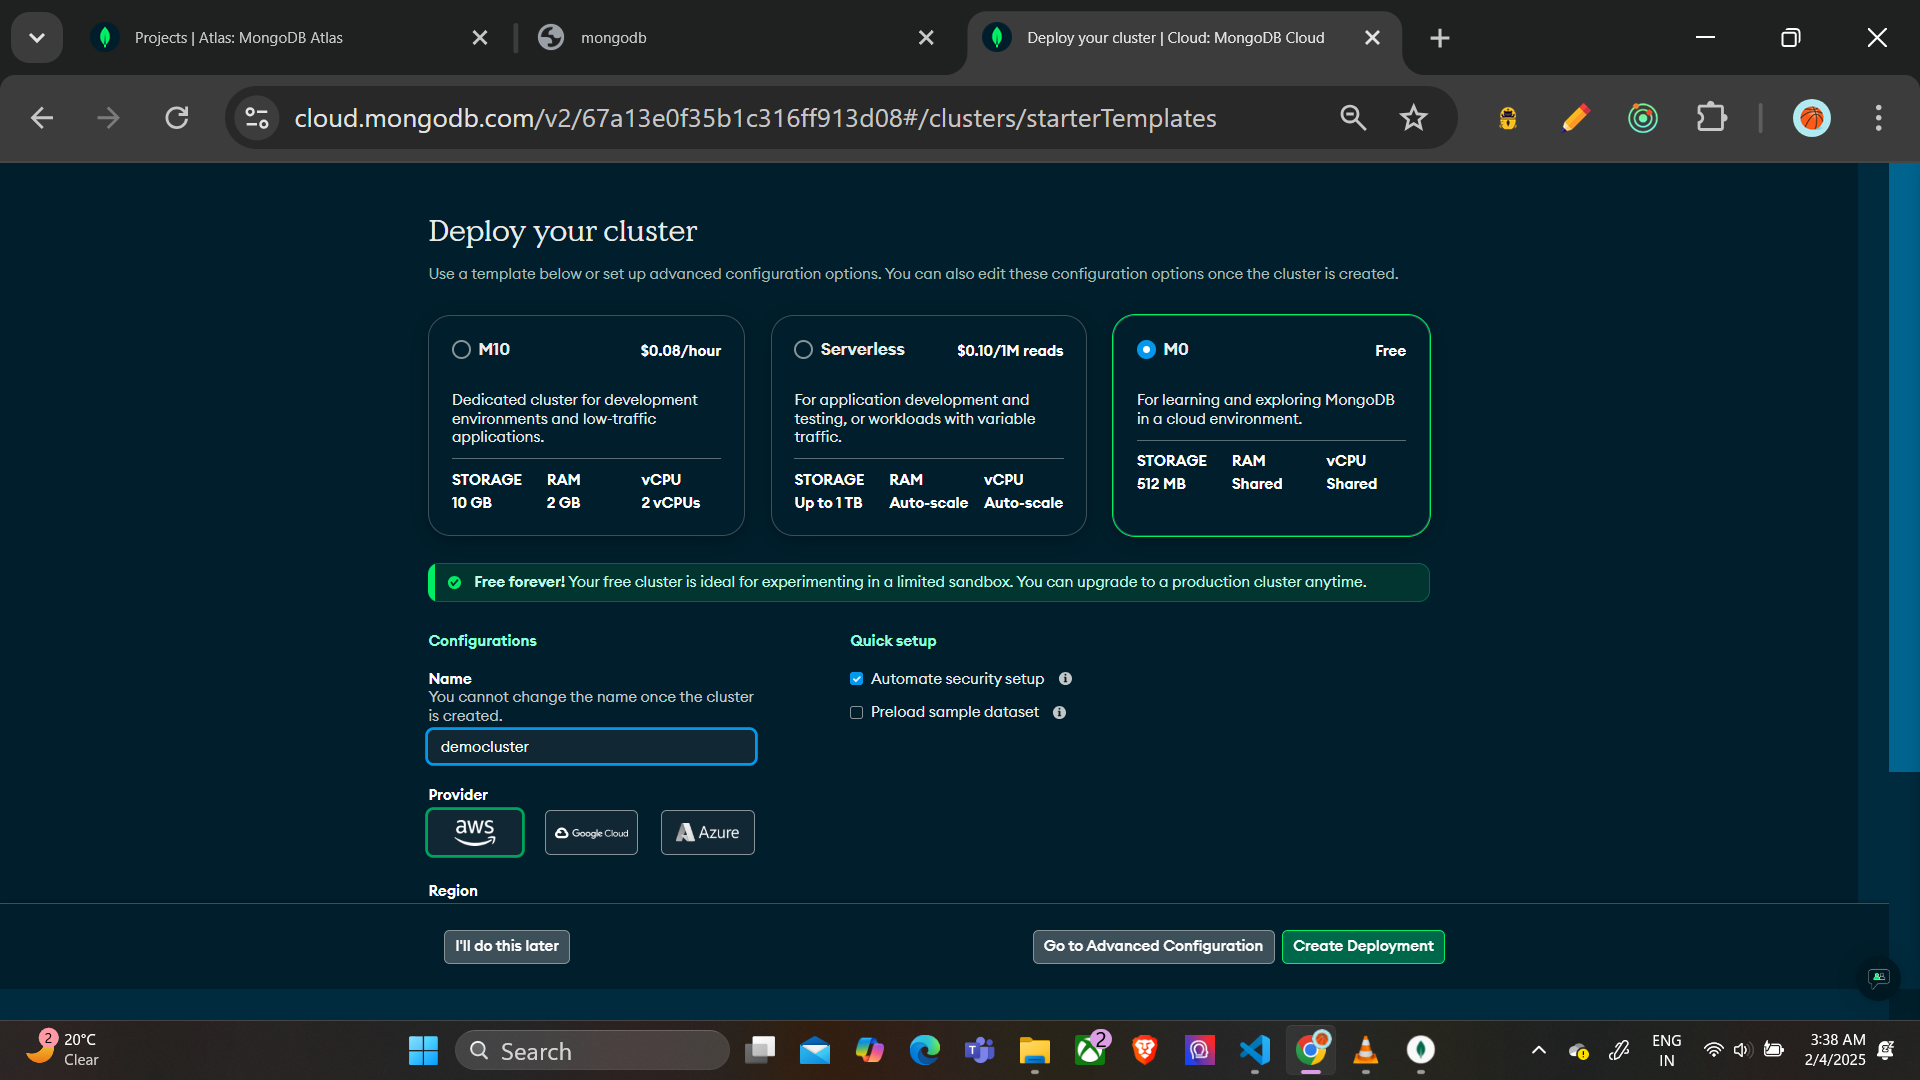 Projects | Atlas: MongoDB Atlas
mongodb
Deploy your cluster | Cloud: MongoDB Cloud
cloud.mongodb.com/v2/67a13e0f35b1c316ff913d08#/clusters/starterTemplates
Deploy your cluster
Use a template below or set up advanced configuration options. You can also edit these configuration options once the cluster is created.
M10 $0.08/hour
Dedicated cluster for development
environments and low-traffic
applications.
STORAGE RAM vCPU
10 GB 2 GB 2 vCPUs
Serverless $0.10/1M reads
For application development and
testing, or workloads with variable
traffic.
STORAGE RAM vCPU
Up to 1 TB Auto-scale Auto-scale
M0 Free
For learning and exploring MongoDB
in a cloud environment.
STORAGE RAM vCPU
512 MB Shared Shared
Free forever! Your free cluster is ideal for experimenting in a limited sandbox. You can upgrade to a production cluster anytime.
Configurations
Name
You cannot change the name once the cluster
is created.
democluster
Provider
aws
Google Cloud
Azure
Region
Quick setup
Automate security setup
Preload sample dataset
I'll do this later
Go to Advanced Configuration
Create Deployment
2
20°C
Clear
Search
2
ENG
IN
3:38 AM
2/4/2025